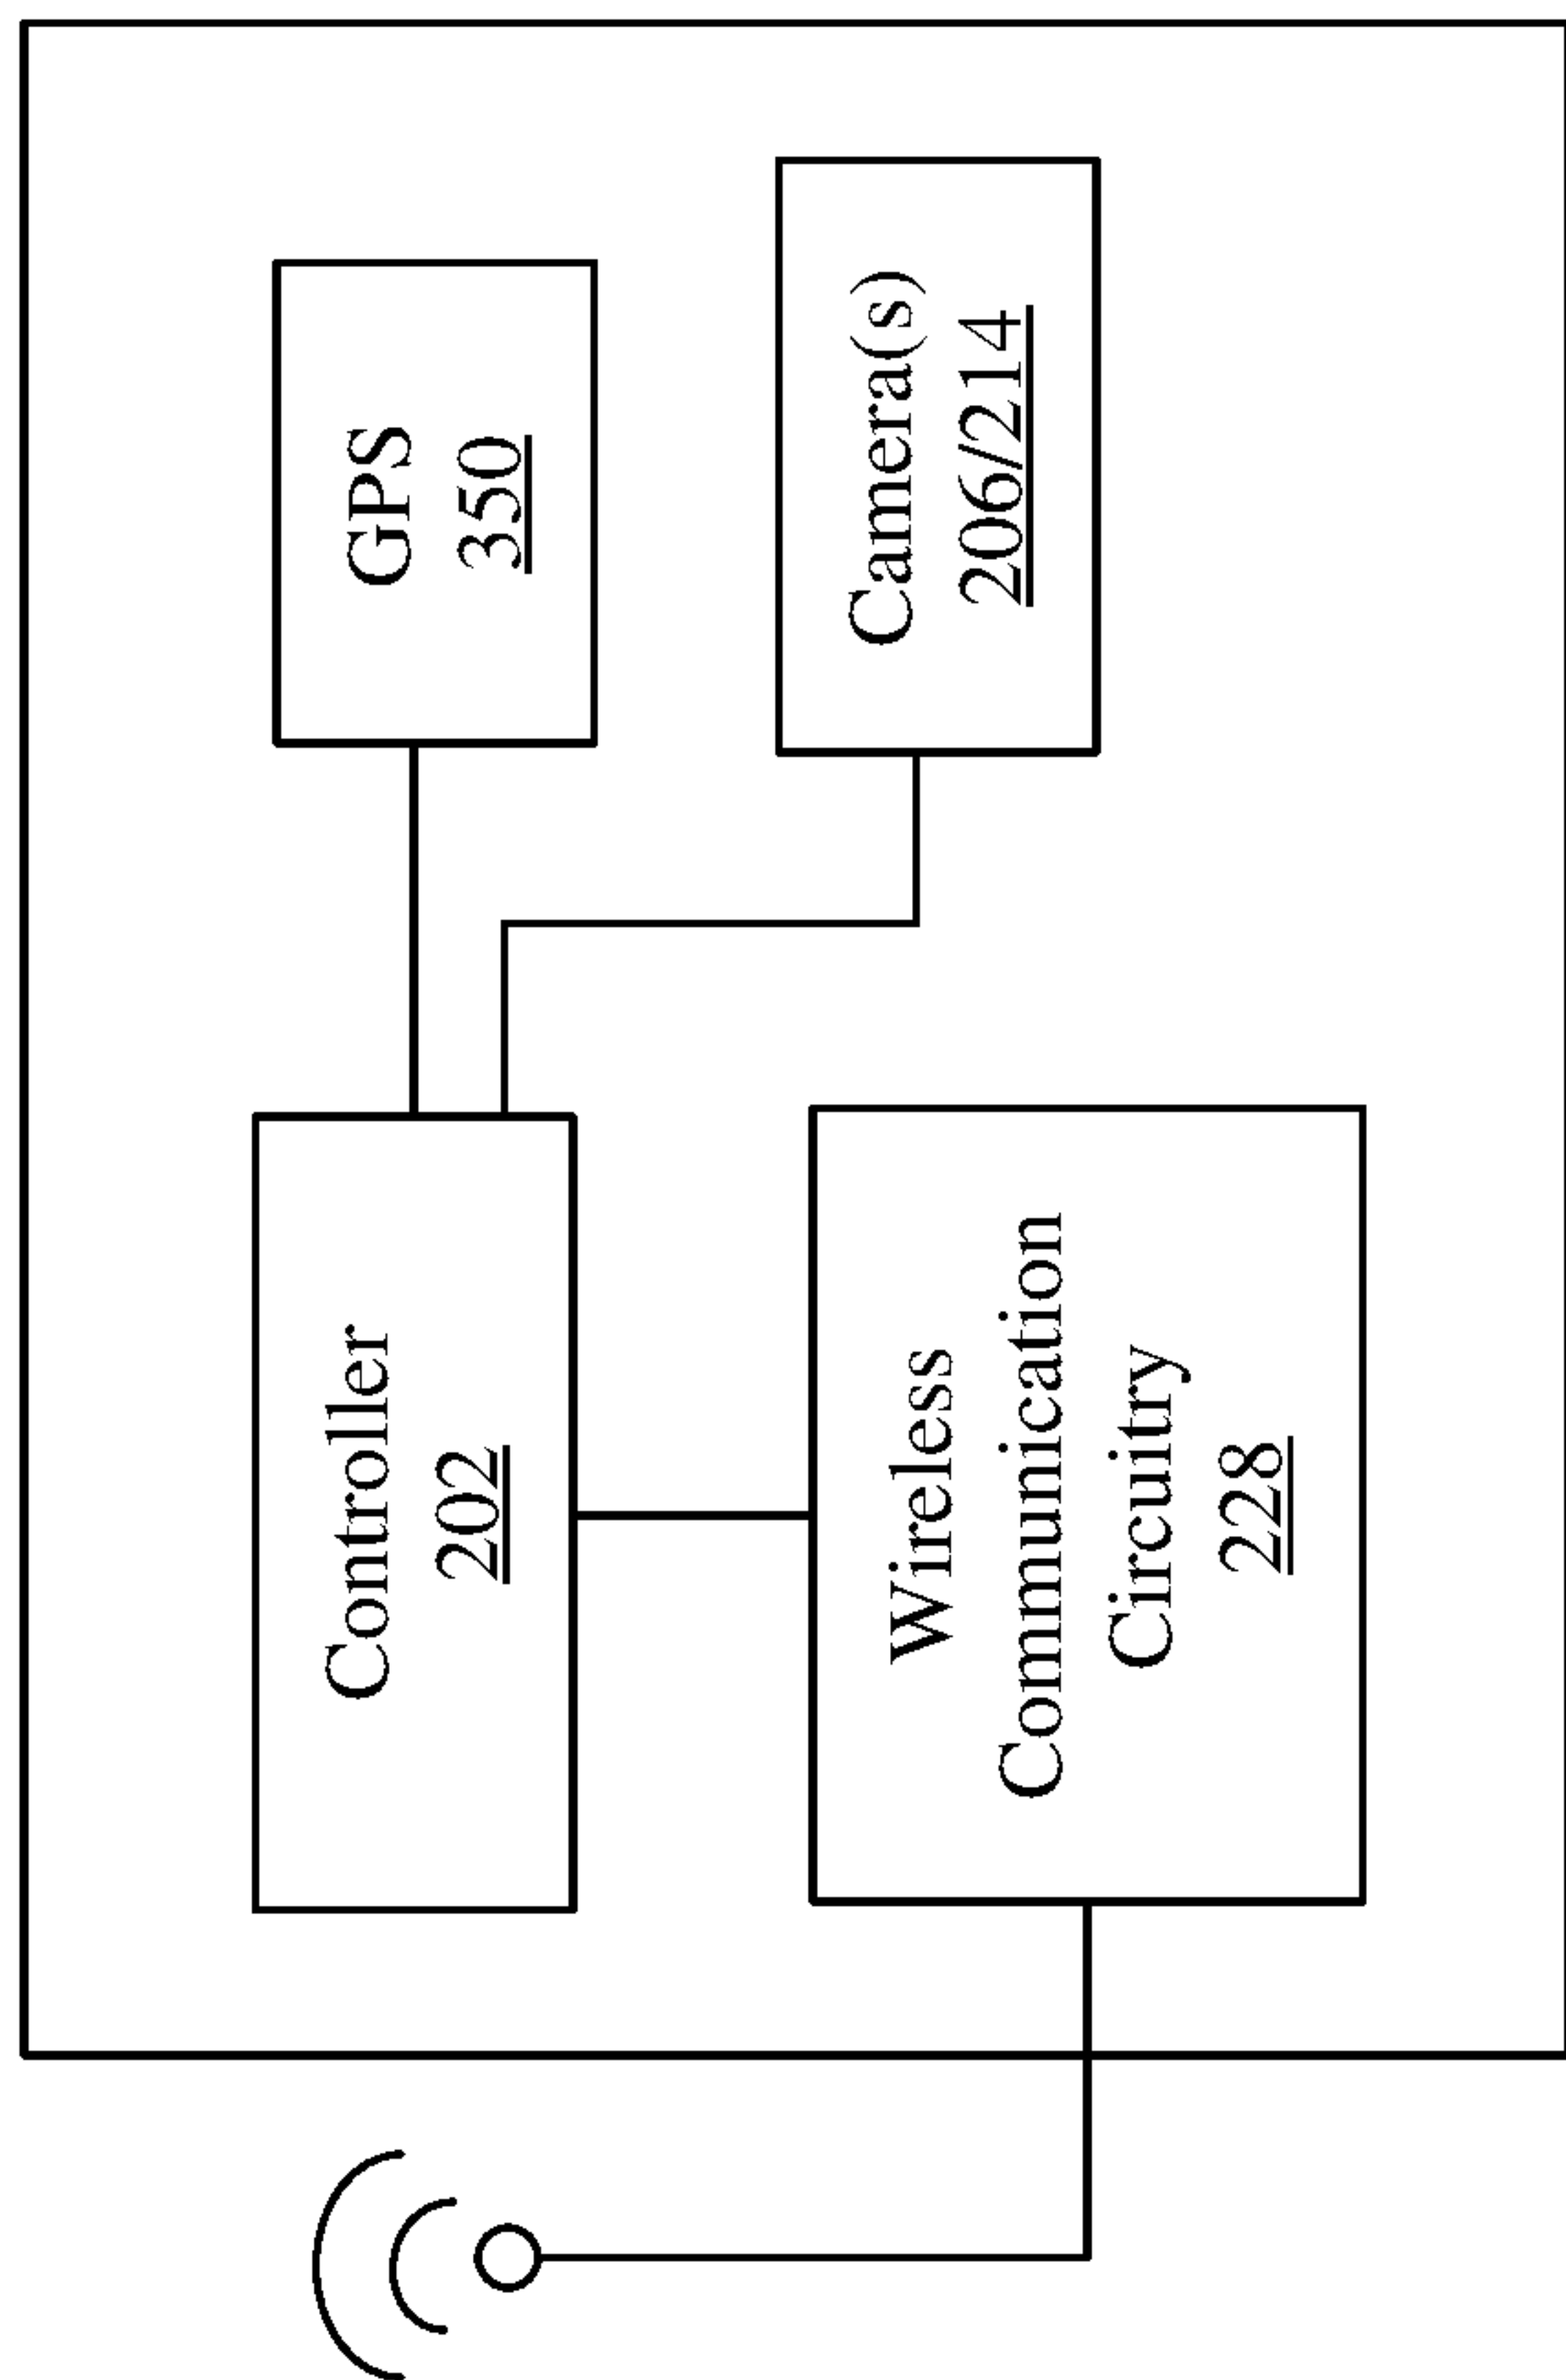 Controller
202
GPS
350
Wireless
Communication
Circuitry
228
Camera(s)
206/214